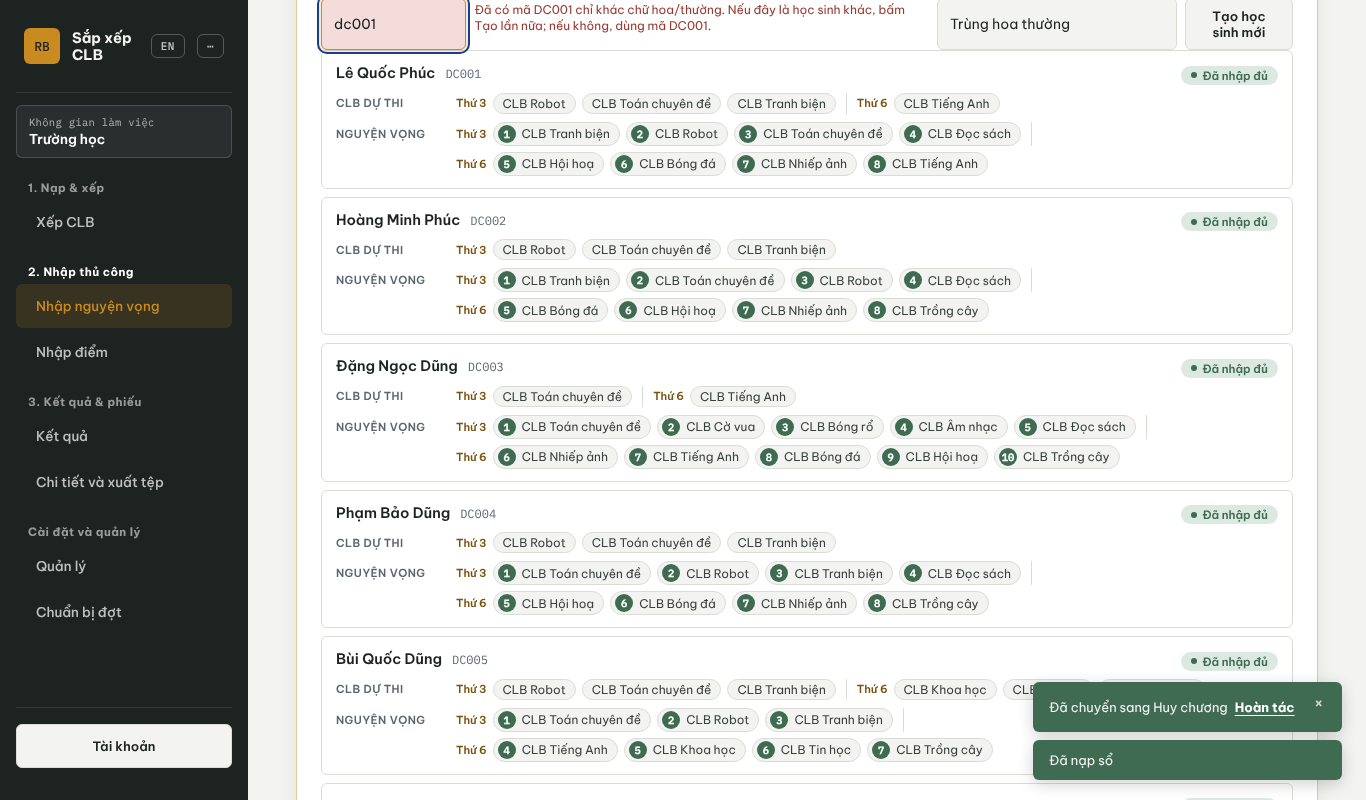 RB
Sắp xếp
CLB
EN
⋯
Không gian làm việc
Trường học
1. Nạp & xếp
Xếp CLB
2. Nhập thủ công
Nhập nguyện vọng
Nhập điểm
3. Kết quả & phiếu
Kết quả
Chi tiết và xuất tệp
Cài đặt và quản lý
Quản lý
Chuẩn bị đợt
Tài khoản
dc001
Đã có mã DC001 chỉ khác chữ hoa/thường. Nếu đây là học sinh khác, bấm
Tạo lần nữa; nếu không, dùng mã DC001.
Trùng hoa thường
Tạo học
sinh mới
Lê Quốc Phúc DC001 Đã nhập đủ
CLB DỰ THI Thứ 3 CLB Robot CLB Toán chuyên đề CLB Tranh biện Thứ 6 CLB Tiếng Anh
NGUYỆN VỌNG Thứ 3 1 CLB Tranh biện 2 CLB Robot 3 CLB Toán chuyên đề 4 CLB Đọc sách
Thứ 6 5 CLB Hội hoạ 6 CLB Bóng đá 7 CLB Nhiếp ảnh 8 CLB Tiếng Anh
Hoàng Minh Phúc DC002 Đã nhập đủ
CLB DỰ THI Thứ 3 CLB Robot CLB Toán chuyên đề CLB Tranh biện
NGUYỆN VỌNG Thứ 3 1 CLB Tranh biện 2 CLB Toán chuyên đề 3 CLB Robot 4 CLB Đọc sách
Thứ 6 5 CLB Bóng đá 6 CLB Hội hoạ 7 CLB Nhiếp ảnh 8 CLB Trồng cây
Đặng Ngọc Dũng DC003 Đã nhập đủ
CLB DỰ THI Thứ 3 CLB Toán chuyên đề Thứ 6 CLB Tiếng Anh
NGUYỆN VỌNG Thứ 3 1 CLB Toán chuyên đề 2 CLB Cờ vua 3 CLB Bóng rổ 4 CLB Âm nhạc 5 CLB Đọc sách
Thứ 6 6 CLB Nhiếp ảnh 7 CLB Tiếng Anh 8 CLB Bóng đá 9 CLB Hội hoạ 10 CLB Trồng cây
Phạm Bảo Dũng DC004 Đã nhập đủ
CLB DỰ THI Thứ 3 CLB Robot CLB Toán chuyên đề CLB Tranh biện
NGUYỆN VỌNG Thứ 3 1 CLB Toán chuyên đề 2 CLB Robot 3 CLB Tranh biện 4 CLB Đọc sách
Thứ 6 5 CLB Hội hoạ 6 CLB Bóng đá 7 CLB Nhiếp ảnh 8 CLB Trồng cây
Bùi Quốc Dũng DC005 Đã nhập đủ
CLB DỰ THI Thứ 3 CLB Robot CLB Toán chuyên đề CLB Tranh biện Thứ 6 CLB Khoa học
NGUYỆN VỌNG Thứ 3 1 CLB Toán chuyên đề 2 CLB Robot 3 CLB Tranh biện
Thứ 6 4 CLB Tiếng Anh 5 CLB Khoa học 6 CLB Tin học 7 CLB Trồng cây
Đã chuyển sang Huy chương Hoàn tác ×
Đã nạp sổ